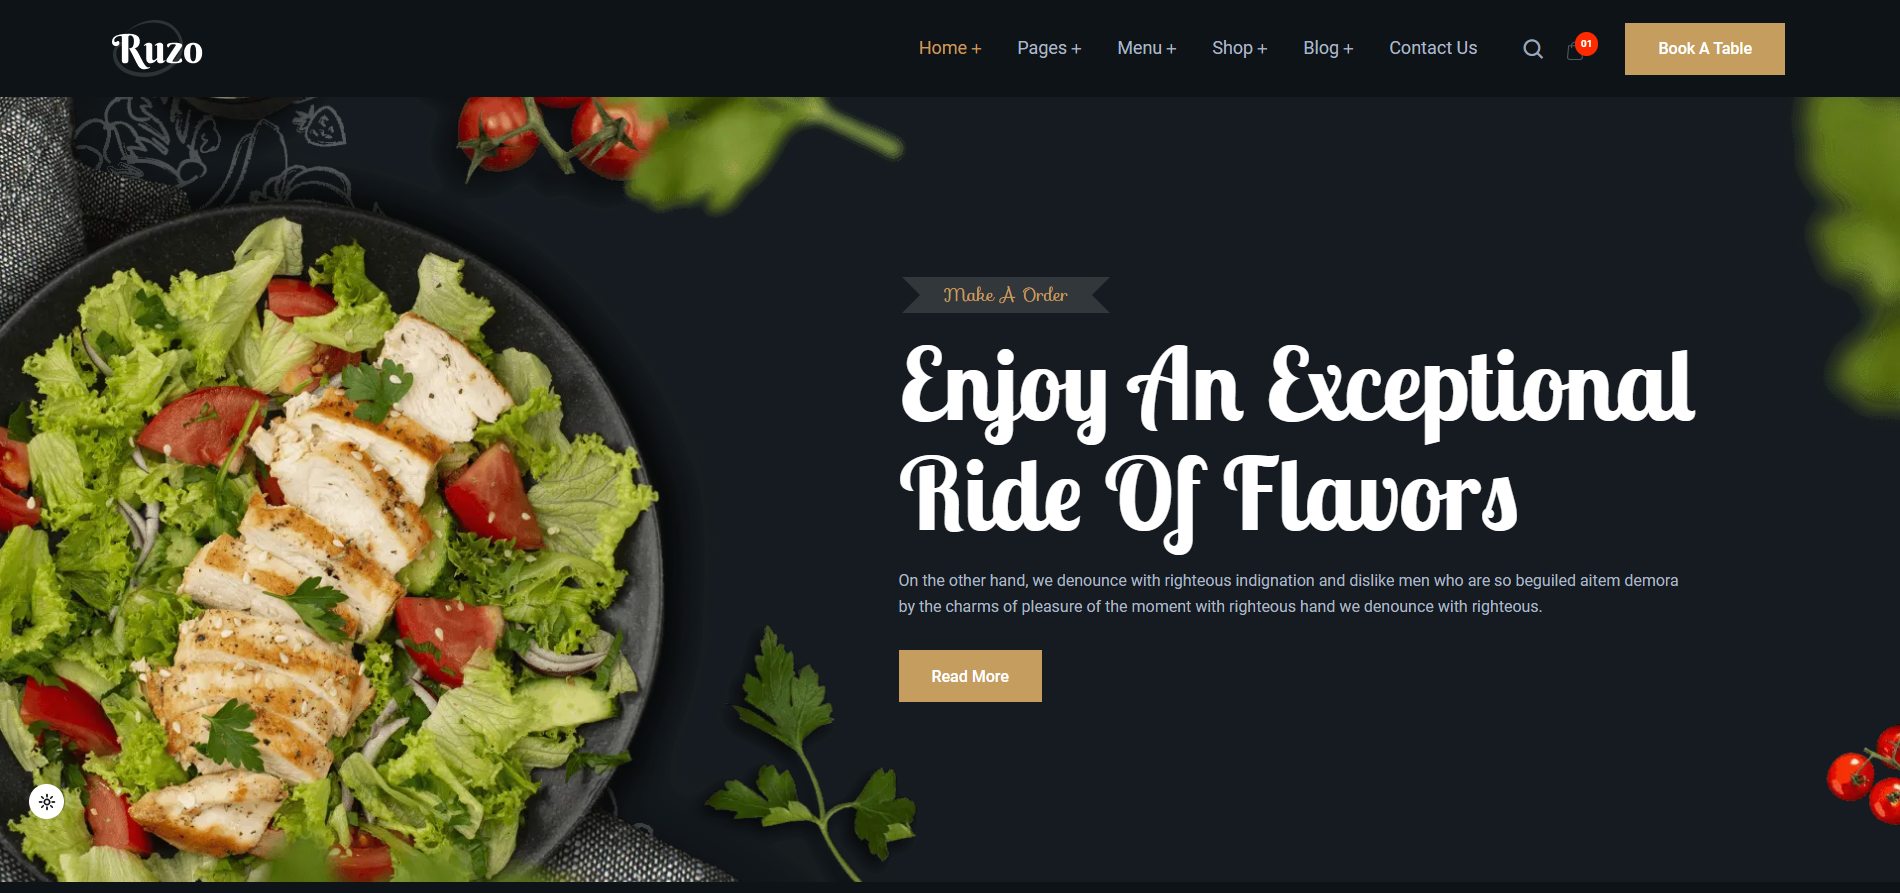 Ruzo
Home + Pages + Menu + Shop + Blog + Contact Us 01 Book A Table
Make A Order
Enjoy An Exceptional
Ride Of Flavors
On the other hand, we denounce with righteous indignation and dislike men who are so beguiled aitem demora
by the charms of pleasure of the moment with righteous hand we denounce with righteous.
Read More